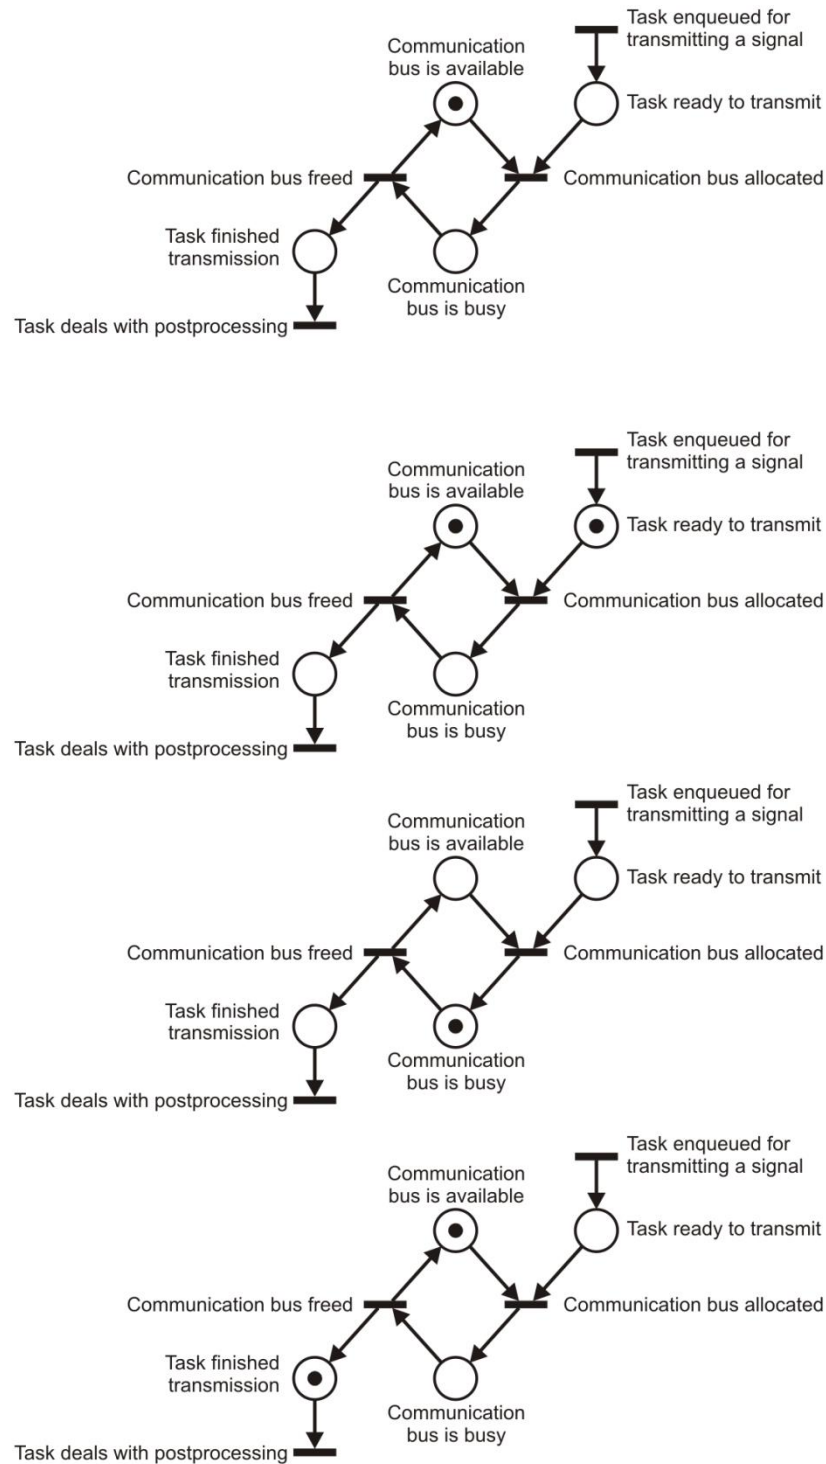 Task enqueued for
transmitting a signal
Communication
bus is available
Task ready to transmit
Communication bus freed
Communication bus allocated
Task finished
transmission
Communication
bus is busy
Task deals with postprocessing
Task enqueued for
transmitting a signal
Communication
bus is available
Task ready to transmit
Communication bus freed
Communication bus allocated
Task finished
transmission
Communication
bus is busy
Task deals with postprocessing
Task enqueued for
transmitting a signal
Communication
bus is available
Task ready to transmit
Communication bus freed
Communication bus allocated
Task finished
transmission
Communication
bus is busy
Task deals with postprocessing
Task enqueued for
transmitting a signal
Communication
bus is available
Task ready to transmit
Communication bus freed
Communication bus allocated
Task finished
transmission
Communication
bus is busy
Task deals with postprocessing